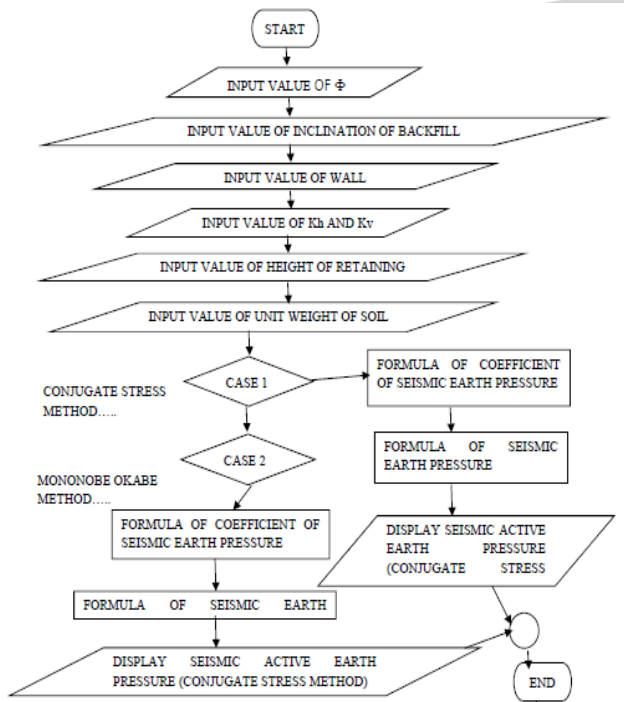 START
INPUT VALUE OF Φ
INPUT VALUE OF INCLINATION OF BACKFILL
INPUT VALUE OF WALL
INPUT VALUE OF Kh AND Kv
INPUT VALUE OF HEIGHT OF RETAINING
INPUT VALUE OF UNIT WEIGHT OF SOIL
CASE 1
CONJUGATE STRESS
METHOD.....
FORMULA OF COEFFICIENT
OF SEISMIC EARTH PRESSURE
FORMULA OF SEISMIC
EARTH PRESSURE
DISPLAY SEISMIC ACTIVE
EARTH PRESSURE
(CONJUGATE STRESS
CASE 2
MONONOBE OKABE
METHOD.....
FORMULA OF COEFFICIENT OF
SEISMIC EARTH PRESSURE
FORMULA OF SEISMIC EARTH
DISPLAY SEISMIC ACTIVE EARTH
PRESSURE (CONJUGATE STRESS METHOD)
END